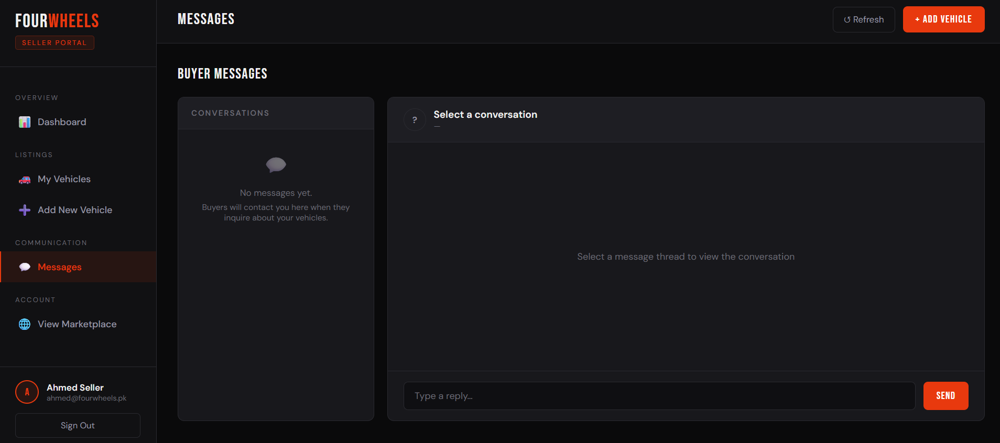 FOURWHEELS
SELLER PORTAL
OVERVIEW
Dashboard
LISTINGS
My Vehicles
Add New Vehicle
COMMUNICATION
Messages
ACCOUNT
View Marketplace
A
Ahmed Seller
ahmed@fourwheels.pk
Sign Out
MESSAGES
↺ Refresh
+ ADD VEHICLE
BUYER MESSAGES
CONVERSATIONS
No messages yet.
Buyers will contact you here when they
inquire about your vehicles.
?
Select a conversation
—
Select a message thread to view the conversation
Type a reply...
SEND